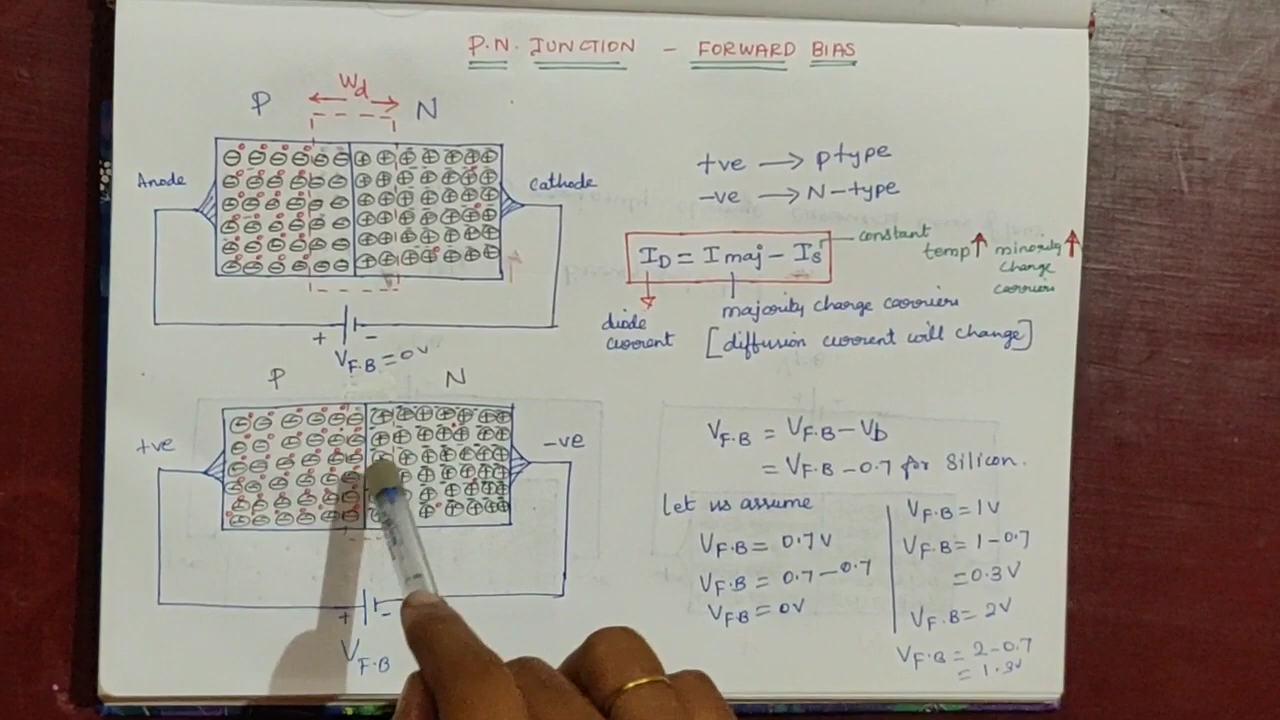 P.N. JUNCTION - FORWARD BIAS
Wd
P N
Anode Cathode
+ -
VF.B = 0V
P N
+ve -ve
+ -
VF.B
+ve → P type
-ve → N-type
ID = I maj - Is constant
temp ↑ minority ↑
change
carriers
diode
current
majority change carriers
[diffusion current will change]
VF.B = VF.B - Vb
= VF.B - 0.7 for Silicon.
let us assume
VF.B = 0.7V
VF.B = 0.7 - 0.7
VF.B = 0V
VF.B = 1V
VF.B = 1 - 0.7
= 0.3V
VF.B = 2V
VF.B = 2 - 0.7
= 1.3V